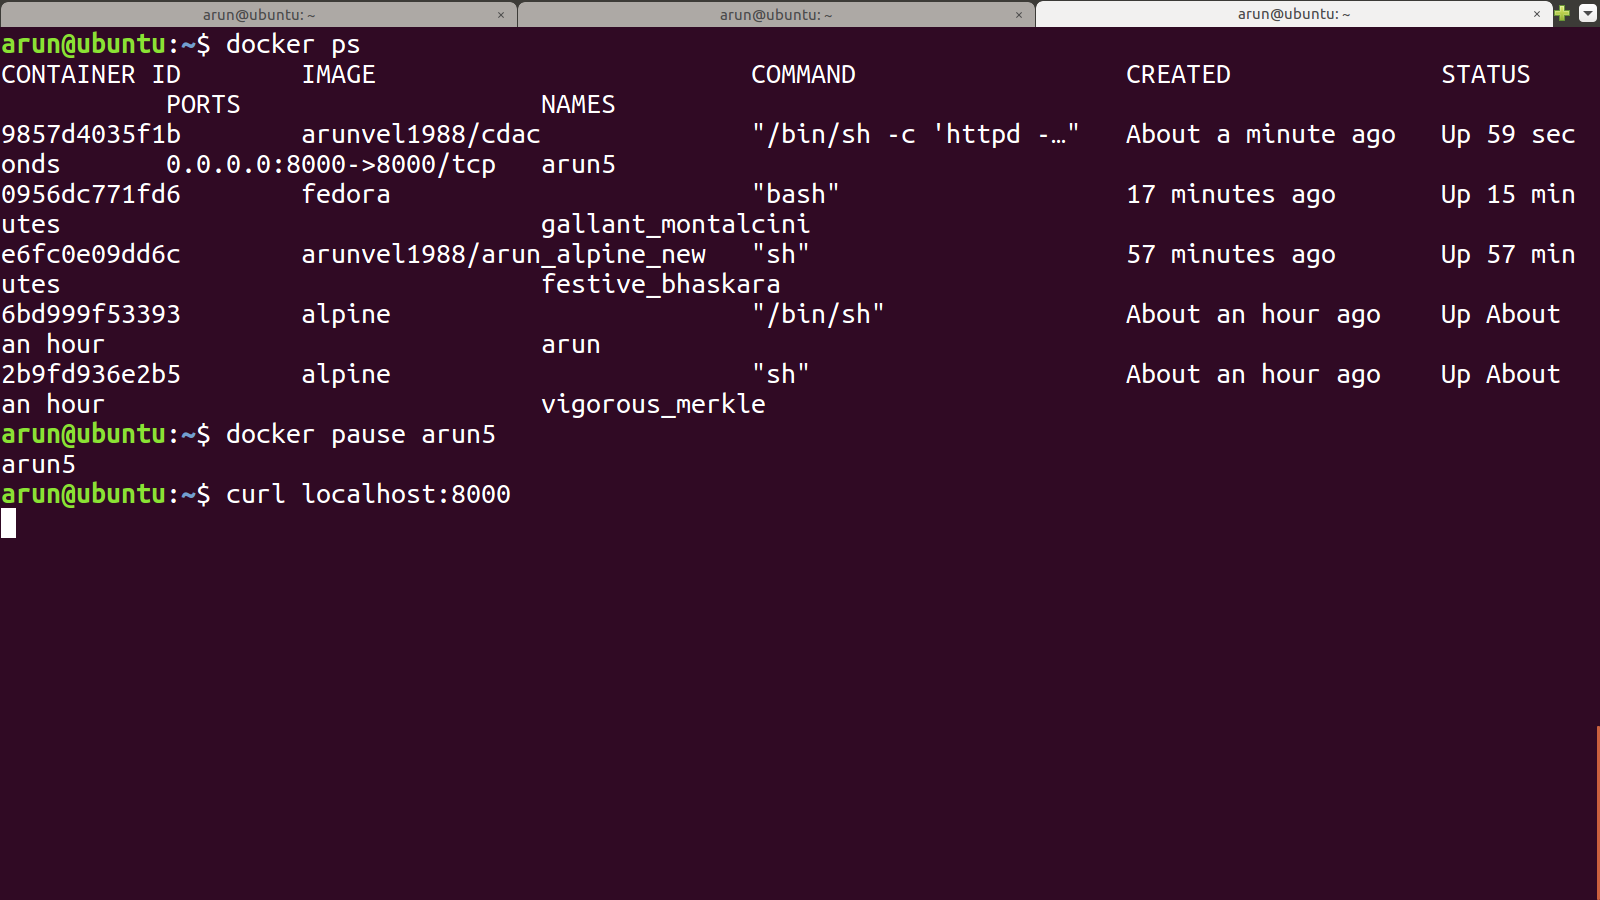 arun@ubuntu: ~ × arun@ubuntu: ~ × arun@ubuntu: ~ ×
arun@ubuntu:~$ docker ps
CONTAINER ID        IMAGE                         COMMAND                  CREATED              STATUS
           PORTS                    NAMES
9857d4035f1b        arunvel1988/cdac              "/bin/sh -c 'httpd -…"   About a minute ago   Up 59 sec
onds       0.0.0.0:8000->8000/tcp   arun5
0956dc771fd6        fedora                        "bash"                   17 minutes ago       Up 15 min
utes                                gallant_montalcini
e6fc0e09dd6c        arunvel1988/arun_alpine_new   "sh"                     57 minutes ago       Up 57 min
utes                                festive_bhaskara
6bd999f53393        alpine                        "/bin/sh"                About an hour ago    Up About
an hour                             arun
2b9fd936e2b5        alpine                        "sh"                     About an hour ago    Up About
an hour                             vigorous_merkle
arun@ubuntu:~$ docker pause arun5
arun5
arun@ubuntu:~$ curl localhost:8000